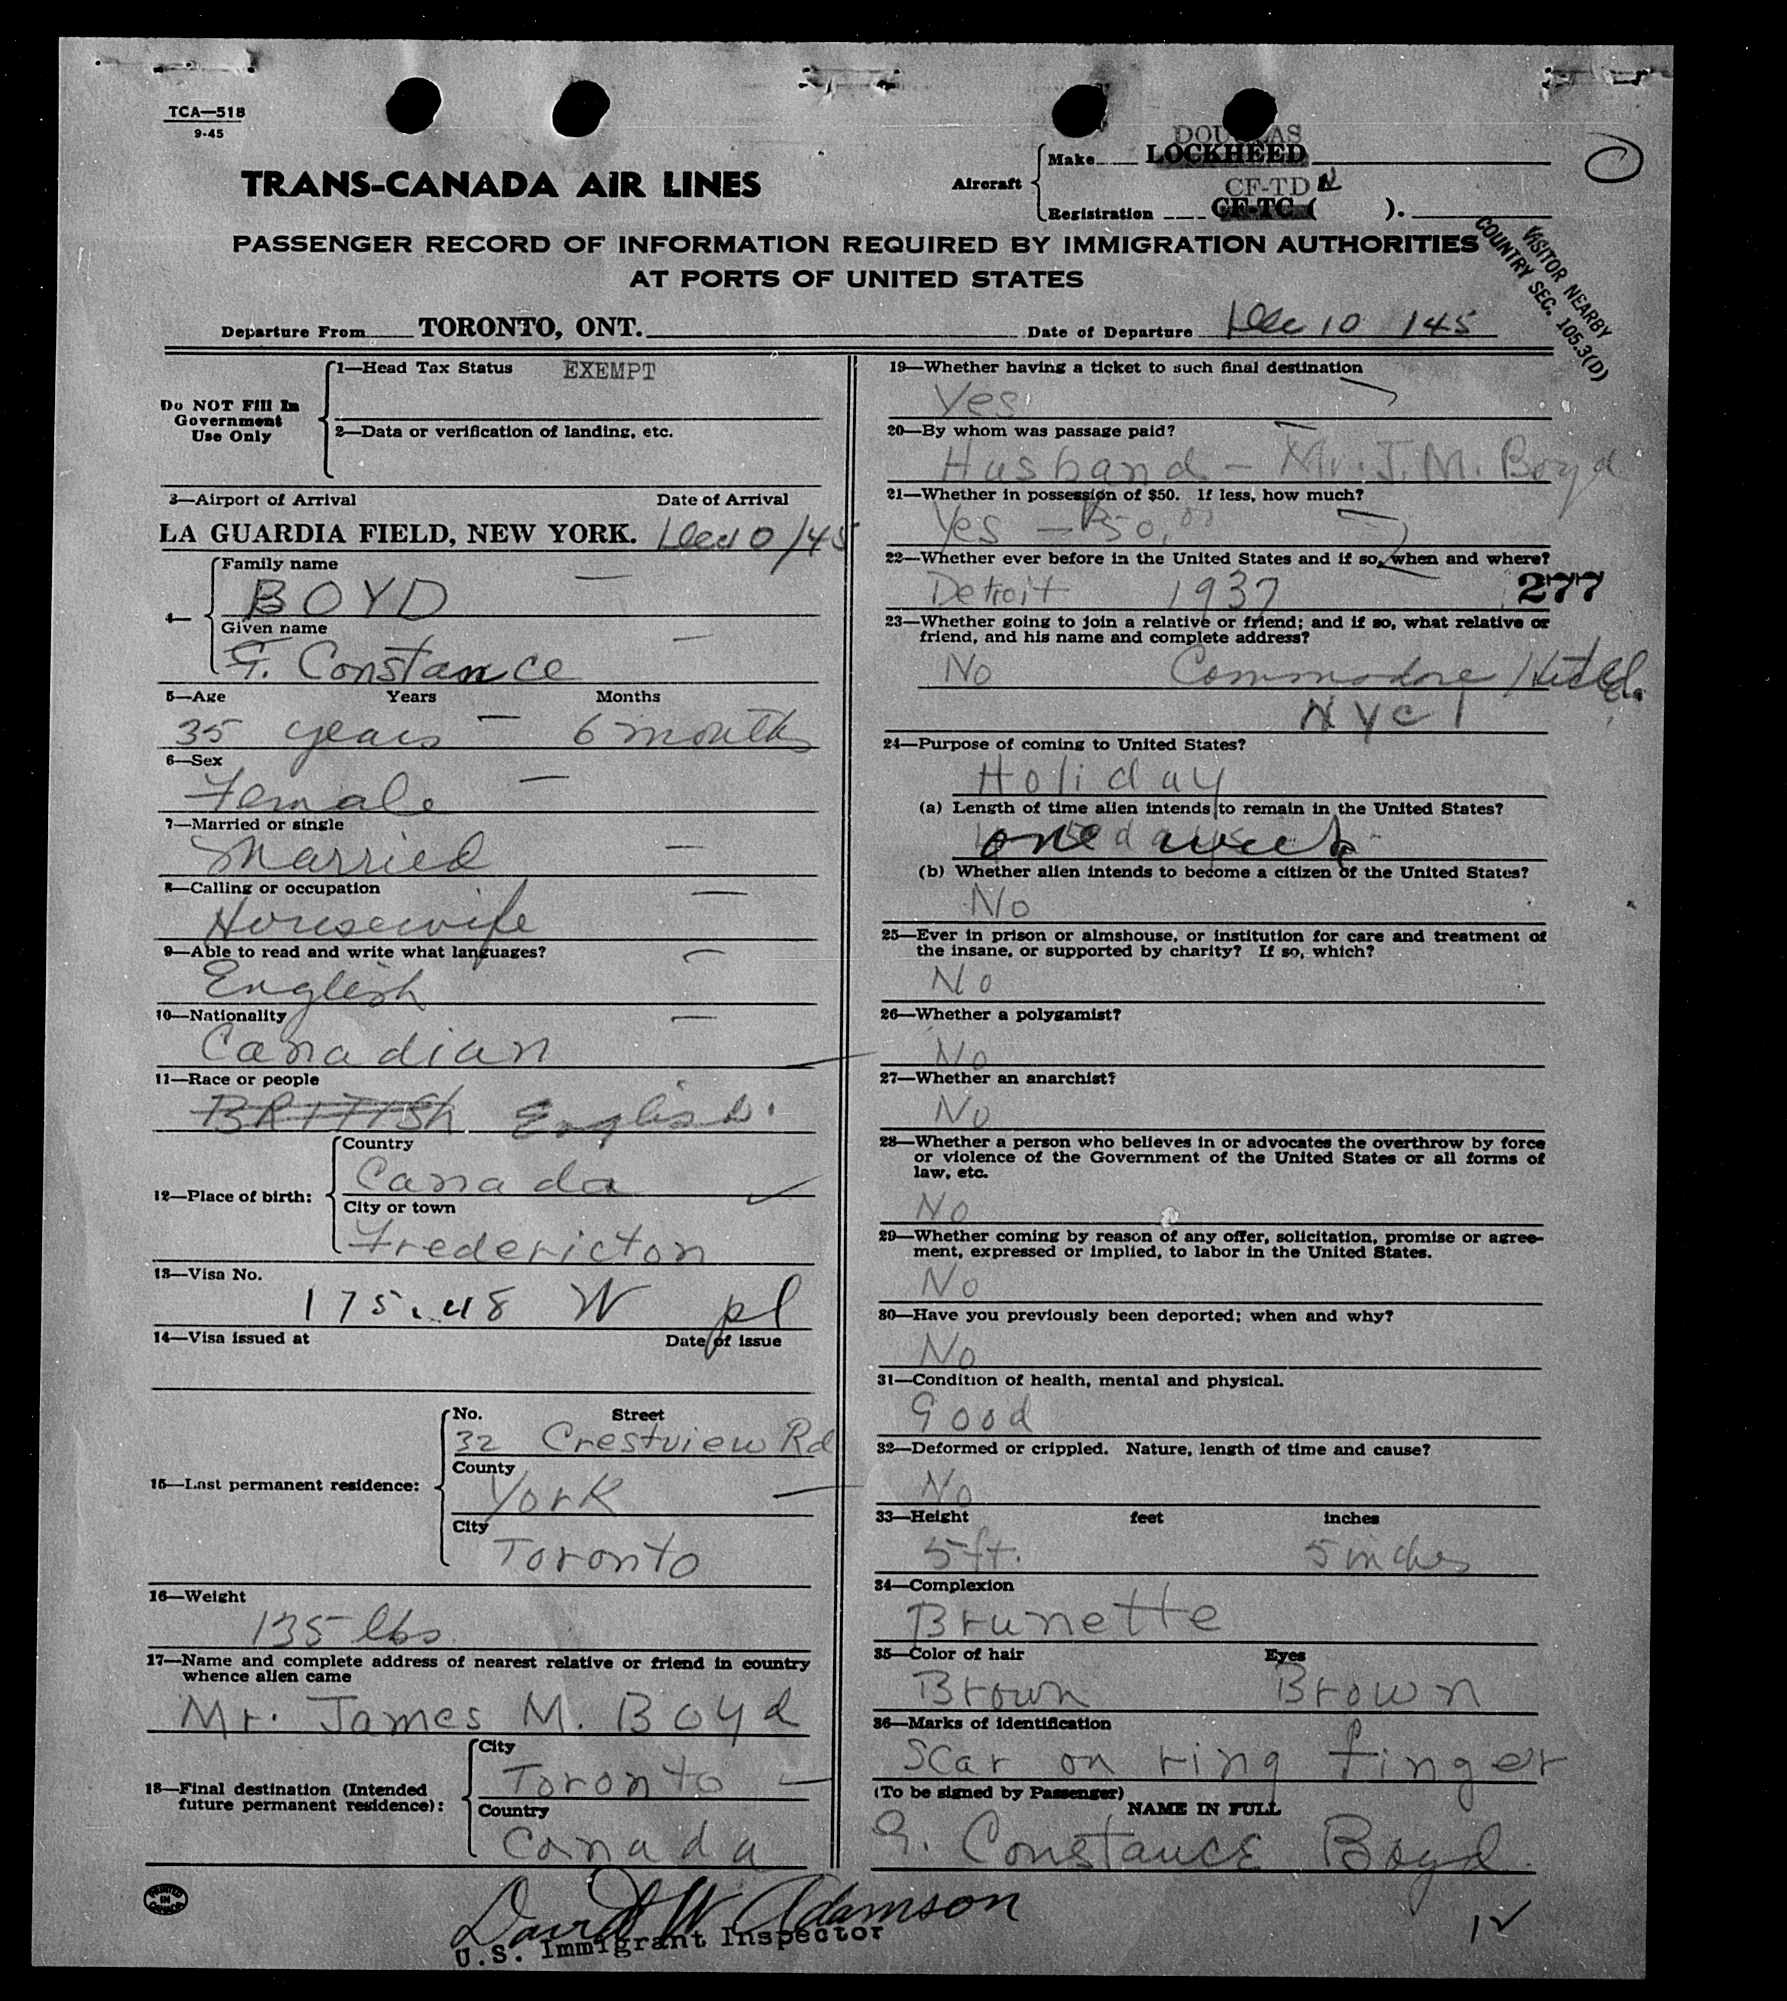 TCA—518
9-45
DOUGLAS
Make LOCKHEED
TRANS-CANADA AIR LINES
Aircraft
CF-TD N
Registration CF-TC ( ).
PASSENGER RECORD OF INFORMATION REQUIRED BY IMMIGRATION AUTHORITIES
AT PORTS OF UNITED STATES
VISITOR NEARBY
COUNTRY SEC. 105.3(D)
Departure From TORONTO, ONT. Date of Departure Dec 10 /45
1—Head Tax Status EXEMPT
Do NOT Fill In
Government
Use Only
2—Data or verification of landing, etc.
3—Airport of Arrival Date of Arrival
LA GUARDIA FIELD, NEW YORK. Dec 10/45
4—
Family name
BOYD
Given name
G. Constance
5—Age Years Months
35 years 6 months
6—Sex
Female
7—Married or single
Married
8—Calling or occupation
Housewife
9—Able to read and write what languages?
English
10—Nationality
Canadian
11—Race or people
BRITISh English.
12—Place of birth:
Country
Canada
City or town
Fredericton
13—Visa No.
175.48 W pl
14—Visa issued at Date of issue
15—Last permanent residence:
No. Street
32 Crestview Rd
County
York
City
Toronto
16—Weight
135 lbs
17—Name and complete address of nearest relative or friend in country
whence alien came
Mr. James M. Boyd
18—Final destination (Intended
future permanent residence):
City
Toronto
Country
Canada
19—Whether having a ticket to such final destination
Yes
20—By whom was passage paid?
Husband — Mr. J. M. Boyd
21—Whether in possession of $50. If less, how much?
Yes — $50.00
22—Whether ever before in the United States and if so, when and where?
Detroit 1937
277
23—Whether going to join a relative or friend; and if so, what relative or
friend, and his name and complete address?
No Commodore Hotel
NYC
24—Purpose of coming to United States?
Holiday
(a) Length of time alien intends to remain in the United States?
one week
(b) Whether alien intends to become a citizen of the United States?
No
25—Ever in prison or almshouse, or institution for care and treatment of
the insane, or supported by charity? If so, which?
No
26—Whether a polygamist?
No
27—Whether an anarchist?
No
28—Whether a person who believes in or advocates the overthrow by force
or violence of the Government of the United States or all forms of
law, etc.
No
29—Whether coming by reason of any offer, solicitation, promise or agree-
ment, expressed or implied, to labor in the United States.
No
30—Have you previously been deported; when and why?
No
31—Condition of health, mental and physical.
Good
32—Deformed or crippled. Nature, length of time and cause?
No
33—Height feet inches
5 ft. 5 inches
34—Complexion
Brunette
35—Color of hair Eyes
Brown Brown
36—Marks of identification
Scar on ring finger
(To be signed by Passenger)
NAME IN FULL
G. Constance Boyd.
PRINTED
IN
CANADA
David W Adamson
U.S. Immigrant Inspector